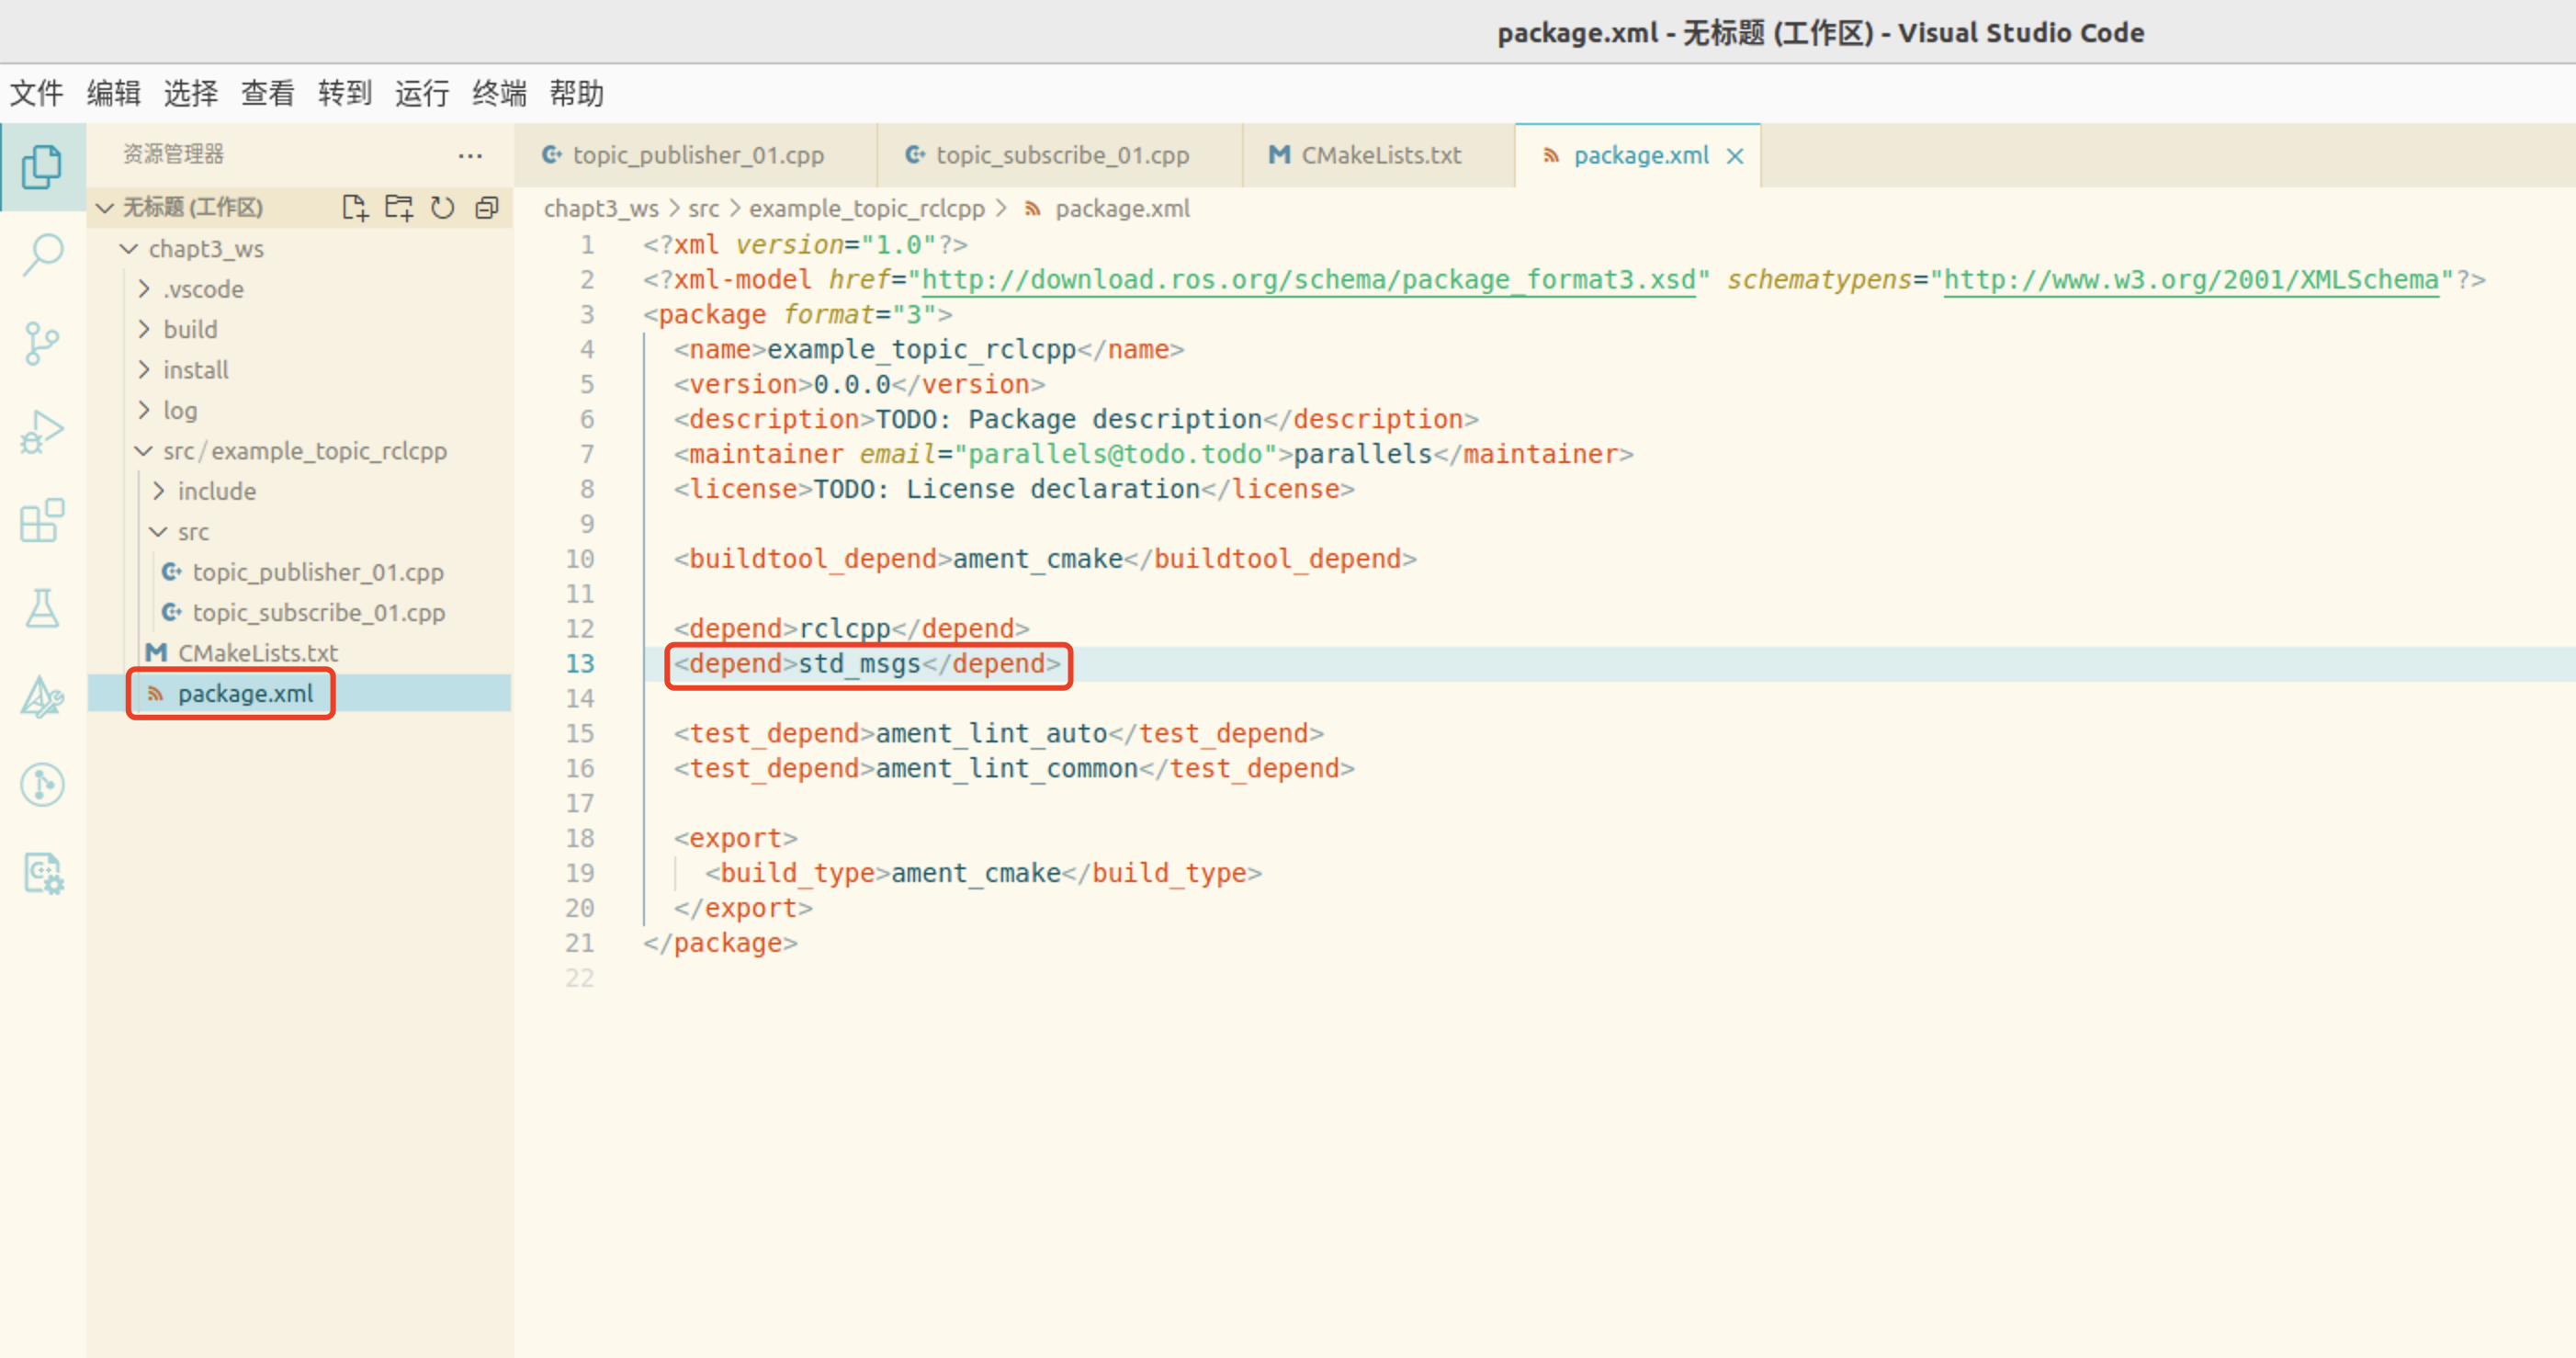 package.xml - 无标题 (工作区) - Visual Studio Code
文件 编辑 选择 查看 转到 运行 终端 帮助
资源管理器 ...
无标题 (工作区)
chapt3_ws
.vscode
build
install
log
src/example_topic_rclcpp
include
src
topic_publisher_01.cpp
topic_subscribe_01.cpp
CMakeLists.txt
package.xml
topic_publisher_01.cpp topic_subscribe_01.cpp CMakeLists.txt package.xml
chapt3_ws > src > example_topic_rclcpp > package.xml
1 <?xml version="1.0"?>
2 <?xml-model href="http://download.ros.org/schema/package_format3.xsd" schematypens="http://www.w3.org/2001/XMLSchema"?>
3 <package format="3">
4 <name>example_topic_rclcpp</name>
5 <version>0.0.0</version>
6 <description>TODO: Package description</description>
7 <maintainer email="parallels@todo.todo">parallels</maintainer>
8 <license>TODO: License declaration</license>
9
10 <buildtool_depend>ament_cmake</buildtool_depend>
11
12 <depend>rclcpp</depend>
13 <depend>std_msgs</depend>
14
15 <test_depend>ament_lint_auto</test_depend>
16 <test_depend>ament_lint_common</test_depend>
17
18 <export>
19 <build_type>ament_cmake</build_type>
20 </export>
21 </package>
22